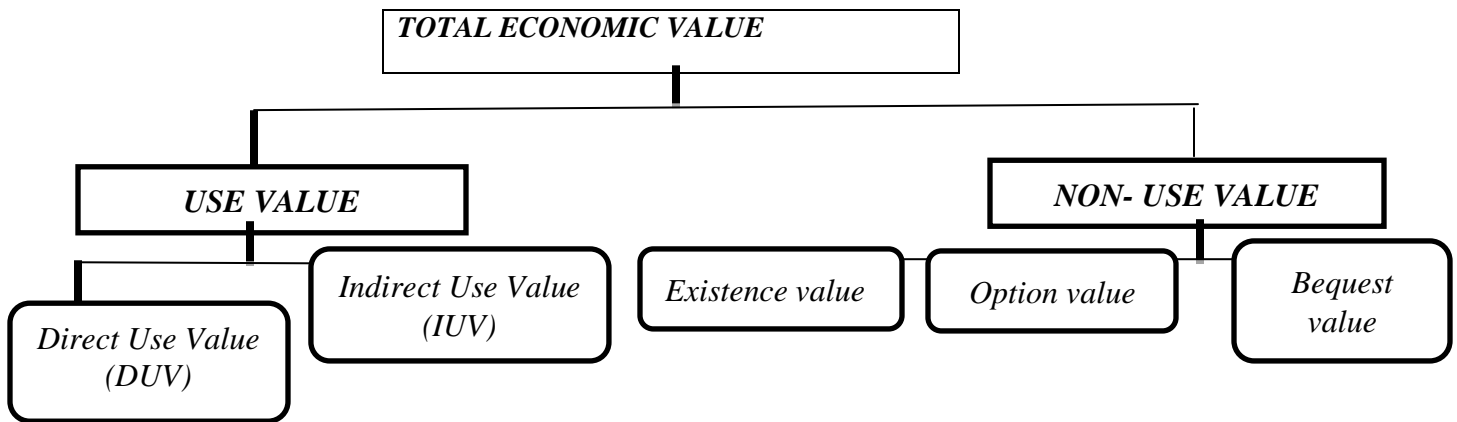 TOTAL ECONOMIC VALUE
USE VALUE
NON- USE VALUE
Direct Use Value
(DUV)
Indirect Use Value
(IUV)
Existence value
Option value
Bequest
value